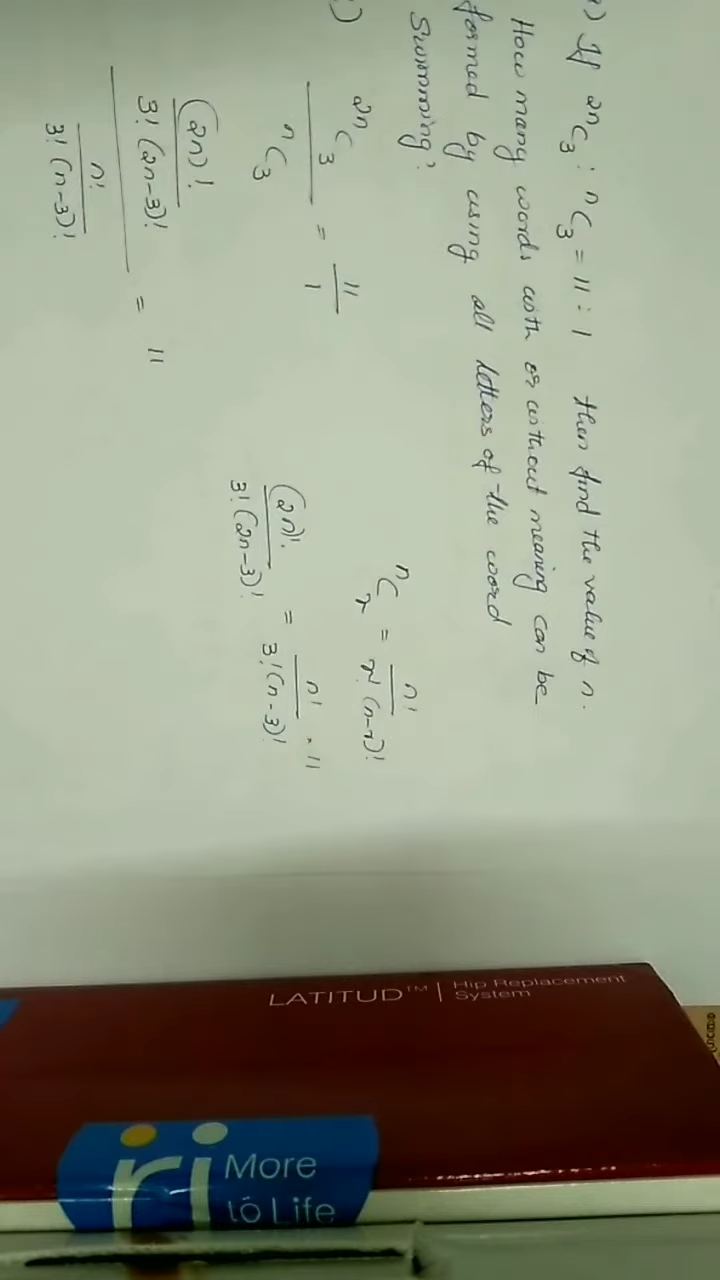 ) If 2nC3 : nC3 = 11 : 1 then find the value of n.
How many words with or without meaning can be
formed by using all letters of the word
Swimming?
2nC3 / nC3 = 11 / 1
nCr = n! / r! (n-r)!
(2n)! / 3! (2n-3)! / n! / 3! (n-3)! = 11
(2n)! / 3! (2n-3)! = n! / 3! (n-3)! . 11
LATITUD™ | Hip Replacement
System
ri More
to Life